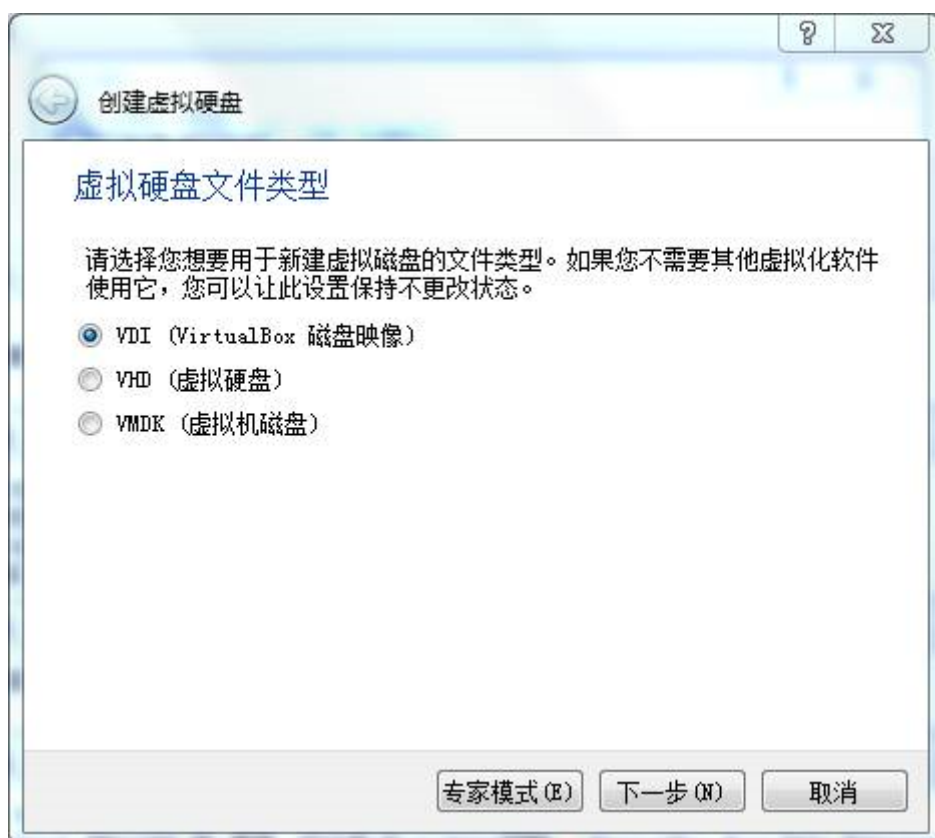 创建虚拟硬盘
虚拟硬盘文件类型
请选择您想要用于新建虚拟磁盘的文件类型。如果您不需要其他虚拟化软件
使用它，您可以让此设置保持不更改状态。
VDI (VirtualBox 磁盘映像)
VHD (虚拟硬盘)
VMDK (虚拟机磁盘)
专家模式(E) 下一步(N) 取消